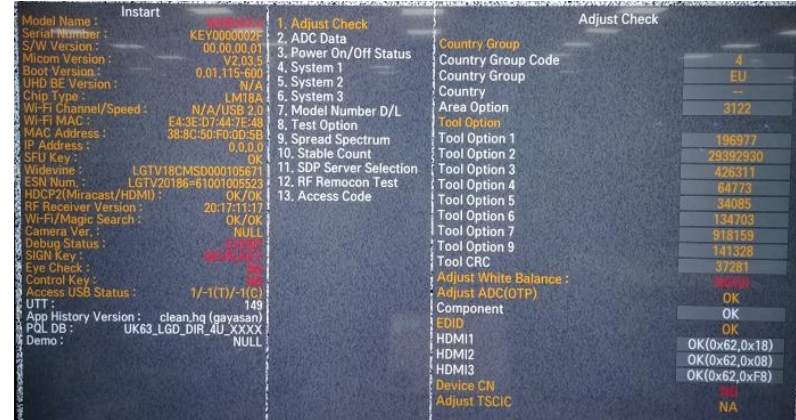 Instart
Model Name :
Serial Number : KEY0000002F
S/W Version : 00,00,00,01
Micom Version : V2,03,5
Boot Version : 0,01,115-600
UHD BE Version : N/A
Chip Type : LM18A
Wi-Fi Channel/Speed : N/A/USB 2.0
Wi-Fi MAC : E4:3E:D7:44:7E:48
MAC Address : 38:8C:50:F0:0D:5B
IP Address : 0,0,0,0
SFU Key : OK
Widevine : LGTV18CMSD000105671
ESN Num. : LGTV20186=61001005523
HDCP2(Miracast/HDMI) : OK/OK
RF Receiver Version : 20:17:11:17
Wi-Fi/Magic Search : OK/OK
Camera Ver, : NULL
Debug Status :
SIGN Key :
Eye Check : NG
Control Key :
Access USB Status : 1/-1(T)/-1(C)
UTT : 149
App History Version : clean,hq (gayasan)
PQL DB : UK63_LGD_DIR_4U_XXXX
Demo : NULL
1. Adjust Check
2. ADC Data
3. Power On/Off Status
4. System 1
5. System 2
6. System 3
7. Model Number D/L
8. Test Option
9. Spread Spectrum
10. Stable Count
11. SDP Server Selection
12. RF Remocon Test
13. Access Code
Adjust Check
Country Group
Country Group Code 4
Country Group EU
Country --
Area Option 3122
Tool Option
Tool Option 1 196977
Tool Option 2 29392930
Tool Option 3 426311
Tool Option 4 64773
Tool Option 5 34085
Tool Option 6 134703
Tool Option 7 918159
Tool Option 9 141328
Tool CRC 37281
Adjust White Balance :
Adjust ADC(OTP) OK
Component OK
EDID OK
HDMI1 OK(0x62,0x18)
HDMI2 OK(0x62,0x08)
HDMI3 OK(0x62,0xF8)
Device CN NG
Adjust TSCIC NA